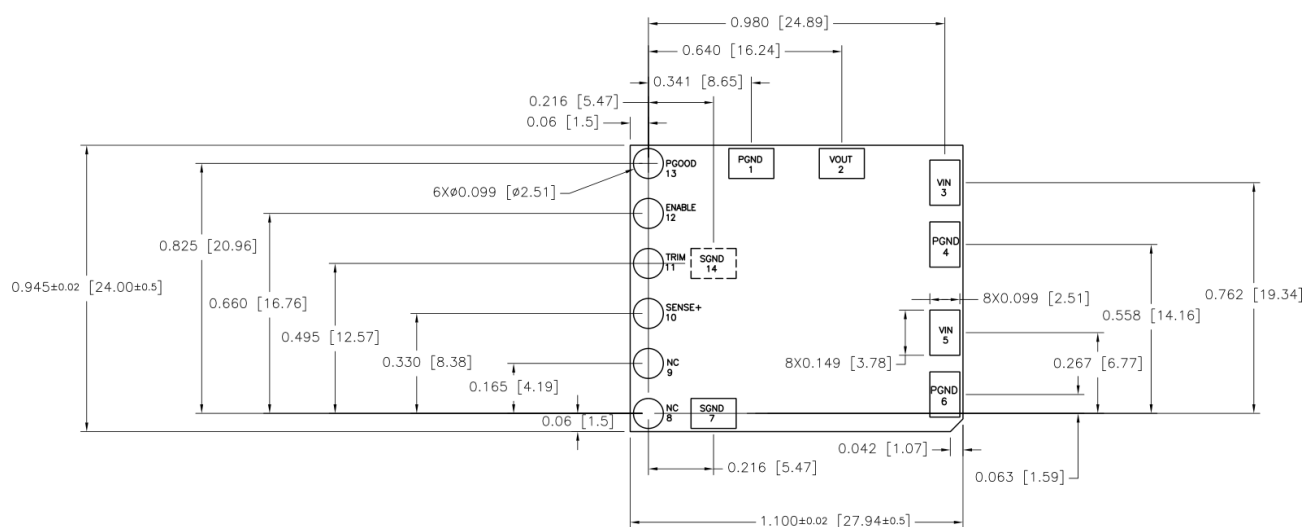 0.980 [24.89]
0.640 [16.24]
0.341 [8.65]
0.216 [5.47]
0.06 [1.5]
PGOOD
13
PGND
1
VOUT
2
VIN
3
6XØ0.099 [Ø2.51]
ENABLE
12
0.825 [20.96]
PGND
4
TRIM
11
SGND
14
0.945±0.02 [24.00±0.5]
0.660 [16.76]
0.762 [19.34]
8X0.099 [2.51]
0.558 [14.16]
SENSE+
10
0.495 [12.57]
VIN
5
0.330 [8.38]
8X0.149 [3.78]
0.267 [6.77]
NC
9
0.165 [4.19]
PGND
6
NC
8
SGND
7
0.06 [1.5]
0.042 [1.07]
0.216 [5.47]
0.063 [1.59]
1.100±0.02 [27.94±0.5]